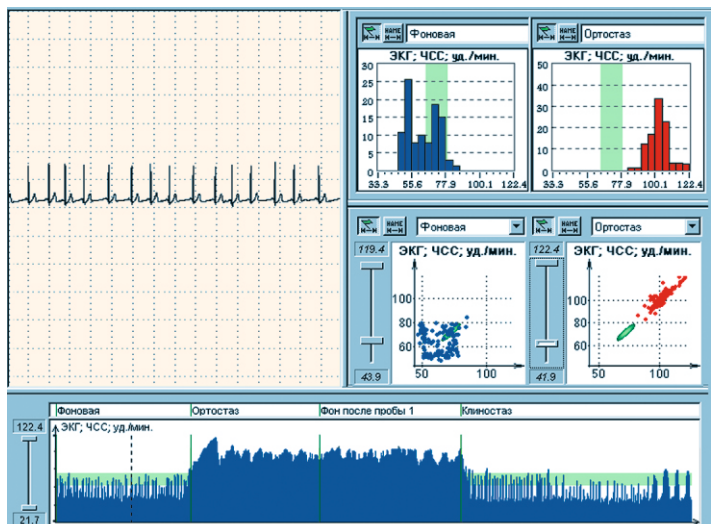 Фоновая
Ортостаз
NAME
H—H
NAME
H—H
ЭКГ; ЧСС; уд./мин.
ЭКГ; ЧСС; уд./мин.
30
25
20
15
10
5
0
33.3 55.6 77.9 100.1 122.4
50
40
30
20
10
0
33.3 55.6 77.9 100.1 122.4
NAME
H—H
Фоновая
NAME
H—H
Ортостаз
119.4
43.9
ЭКГ; ЧСС; уд./мин.
100
80
60
50 100
122.4
41.9
ЭКГ; ЧСС; уд./мин.
100
80
60
50 100
Фоновая Ортостаз Фон после пробы 1 Клиностаз
122.4
21.7
ЭКГ; ЧСС; уд./мин.